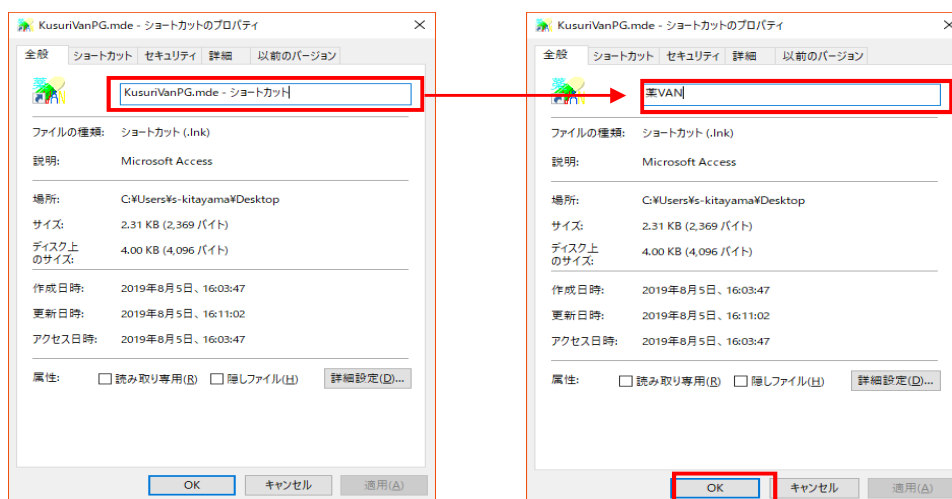 KusuriVanPG.mde - ショートカットのプロパティ
全般 ショートカット セキュリティ 詳細 以前のバージョン
KusuriVanPG.mde - ショートカット
ファイルの種類: ショートカット (.lnk)
説明: Microsoft Access
場所: C:¥Users¥s-kitayama¥Desktop
サイズ: 2.31 KB (2,369 バイト)
ディスク上
のサイズ: 4.00 KB (4,096 バイト)
作成日時: 2019年8月5日、16:03:47
更新日時: 2019年8月5日、16:11:02
アクセス日時: 2019年8月5日、16:03:47
属性: 読み取り専用(R) 隠しファイル(H) 詳細設定(D)...
OK キャンセル 適用(A)
KusuriVanPG.mde - ショートカットのプロパティ
全般 ショートカット セキュリティ 詳細 以前のバージョン
薬VAN
ファイルの種類: ショートカット (.lnk)
説明: Microsoft Access
場所: C:¥Users¥s-kitayama¥Desktop
サイズ: 2.31 KB (2,369 バイト)
ディスク上
のサイズ: 4.00 KB (4,096 バイト)
作成日時: 2019年8月5日、16:03:47
更新日時: 2019年8月5日、16:11:02
アクセス日時: 2019年8月5日、16:03:47
属性: 読み取り専用(R) 隠しファイル(H) 詳細設定(D)...
OK キャンセル 適用(A)